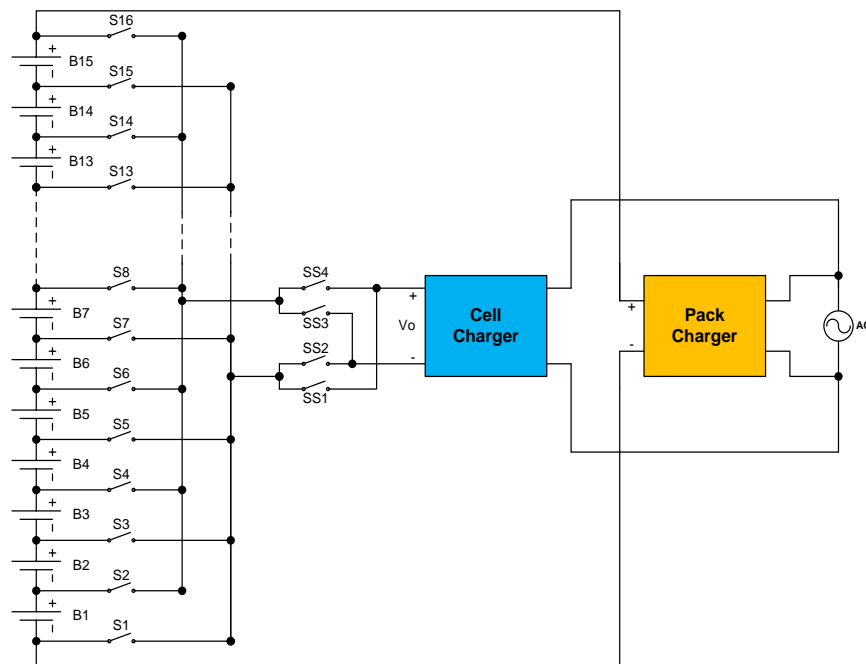 S16
+
B15
-
S15
+
B14
-
S14
+
B13
-
S13
S8
+
B7
-
S7
+
B6
-
S6
+
B5
-
S5
+
B4
-
S4
+
B3
-
S3
+
B2
-
S2
+
B1
-
S1
SS4
SS3
SS2
SS1
+
Vo
-
Cell
Charger
+
-
Pack
Charger